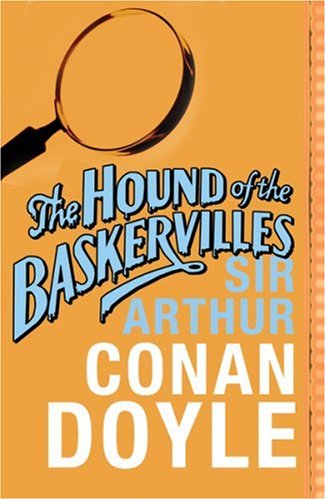 The HOUND of the
BASKERVILLES
SIR
ARTHUR
CONAN
DOYLE